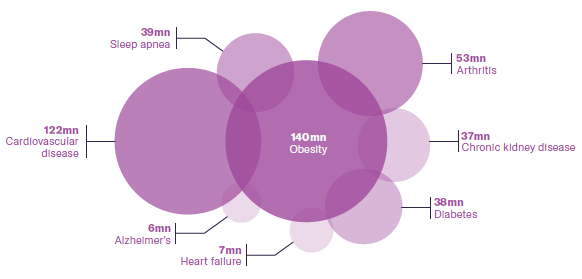 39mn
Sleep apnea
53mn
Arthritis
122mn
Cardiovascular
disease
140mn
Obesity
37mn
Chronic kidney disease
38mn
Diabetes
6mn
Alzheimer's
7mn
Heart failure